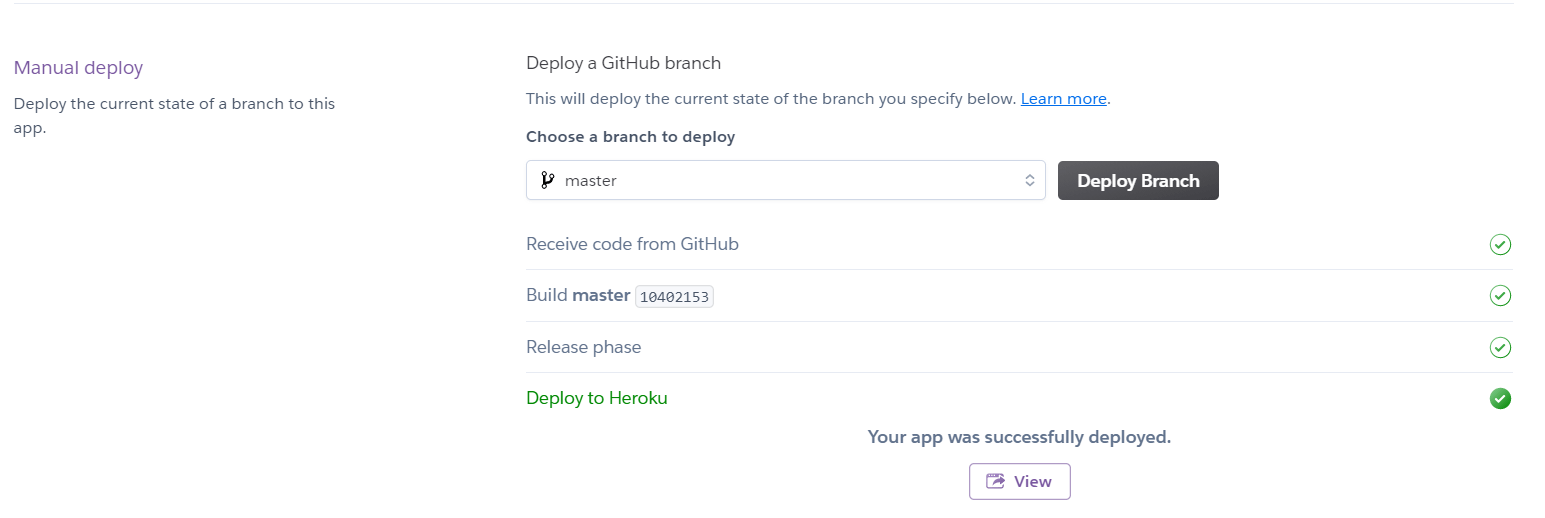 Manual deploy
Deploy the current state of a branch to this
app.
Deploy a GitHub branch
This will deploy the current state of the branch you specify below. Learn more.
Choose a branch to deploy
master
Deploy Branch
Receive code from GitHub
Build master 10402153
Release phase
Deploy to Heroku
Your app was successfully deployed.
View